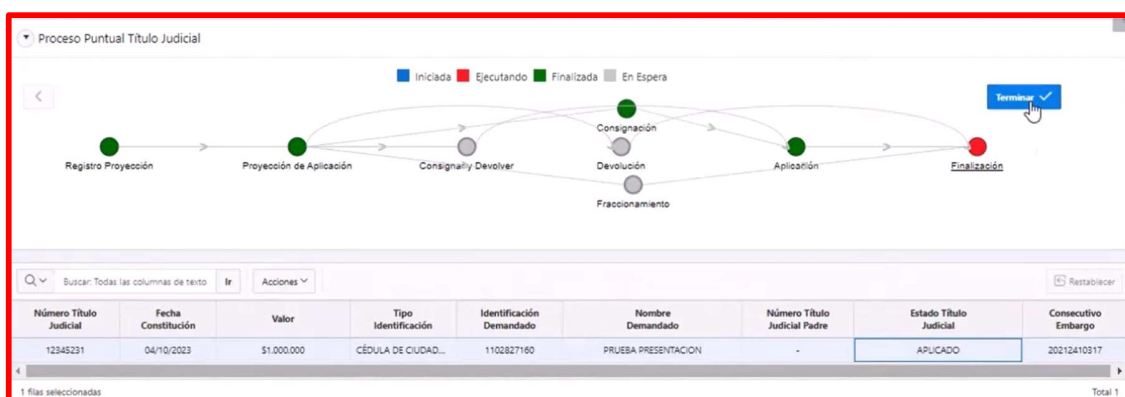 Proceso Puntual Título Judicial
Iniciada Ejecutando Finalizada En Espera
Terminar
Consignación
Registro Proyección Proyección de Aplicación Consignar y Devolver Devolución Aplicación Finalización
Fraccionamiento
Buscar: Todas las columnas de texto Ir Acciones Restablecer
Número Título Judicial Fecha Constitución Valor Tipo Identificación Identificación Demandado Nombre Demandado Número Título Judicial Padre Estado Título Judicial Consecutivo Embargo
12345231 04/10/2023 $1.000.000 CÉDULA DE CIUDAD... 1102827160 PRUEBA PRESENTACION - APLICADO 20212410317
1 filas seleccionadas Total 1